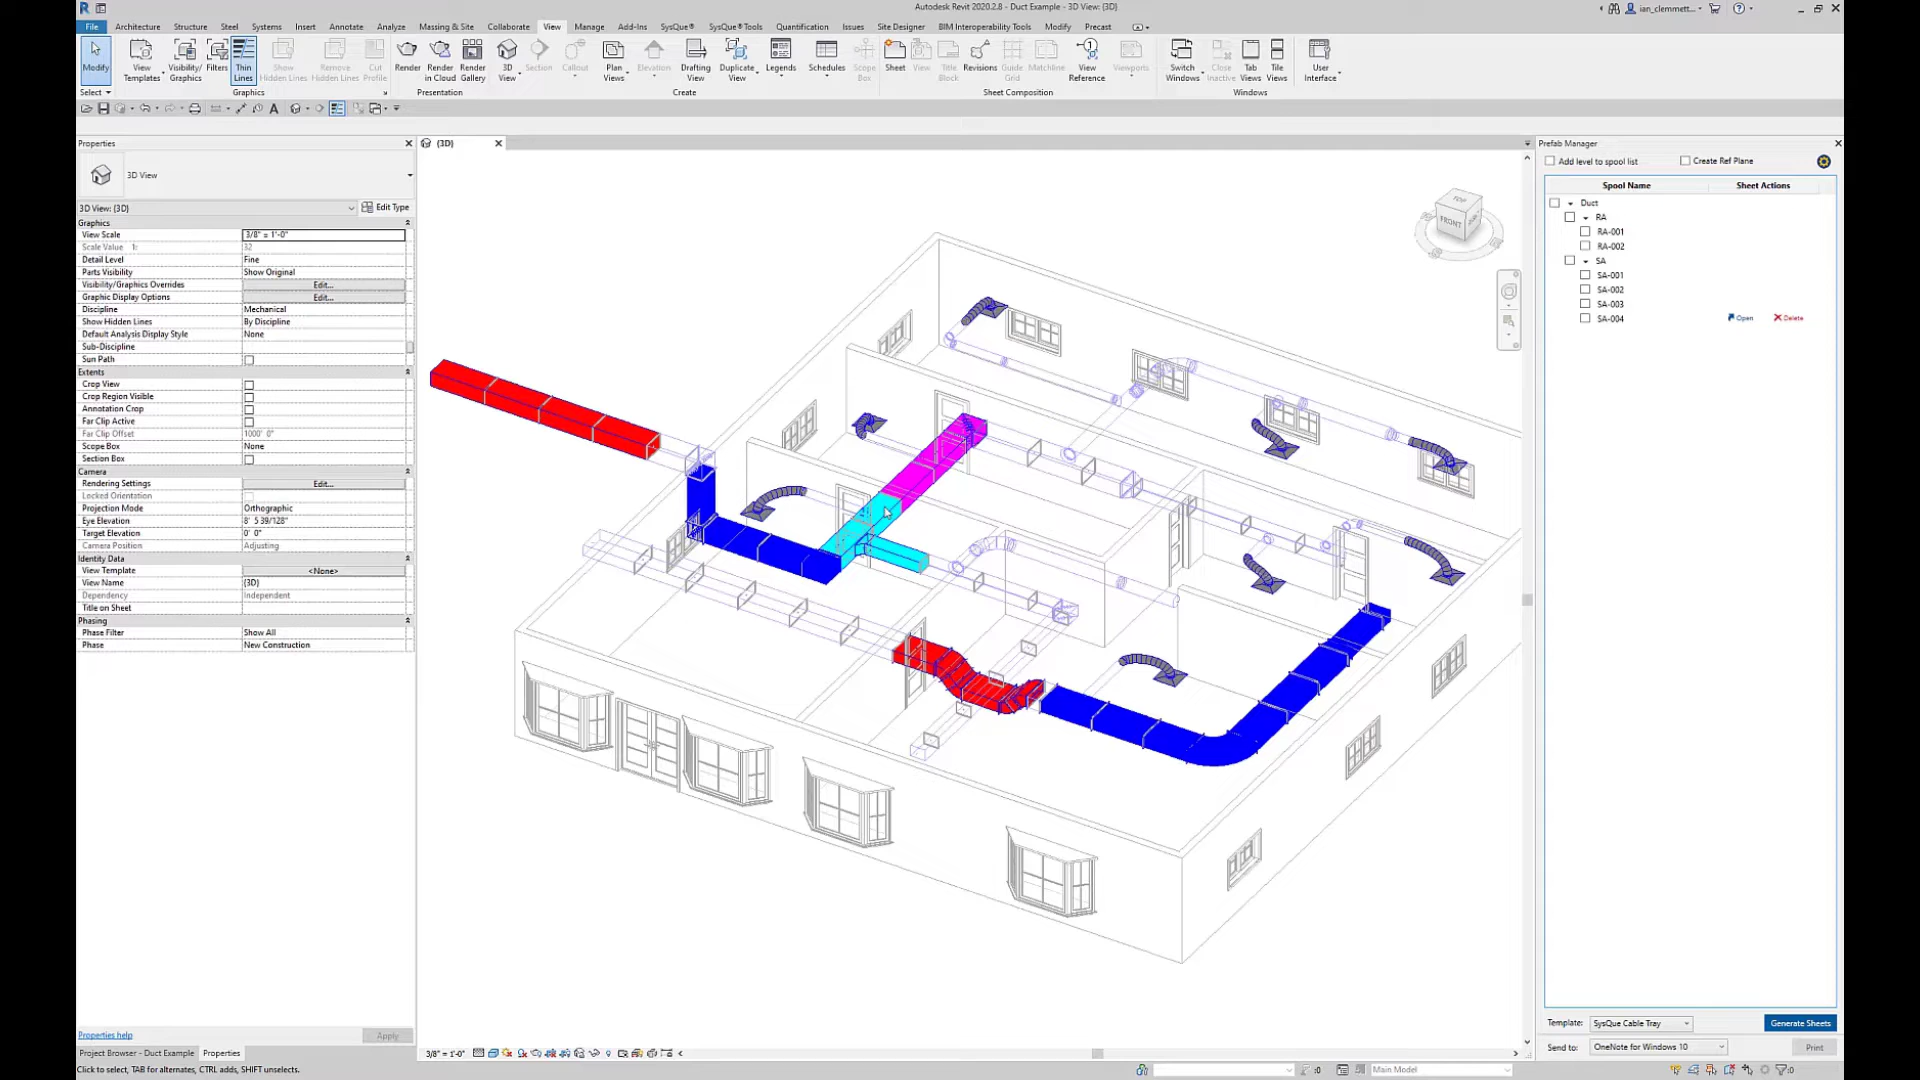 Autodesk Revit 2020.2.8 - Duct Example - 3D View: {3D}
ian_clemmett...
File Architecture Structure Steel Systems Insert Annotate Analyze Massing & Site Collaborate View Manage Add-Ins SysQue® SysQue®Tools Quantification Issues Site Designer BIM Interoperability Tools Modify Precast
Modify
View Templates
Visibility/ Graphics
Filters
Thin Lines
Show Hidden Lines
Remove Hidden Lines
Cut Profile
Render
Render in Cloud
Render Gallery
3D View
Section
Callout
Plan Views
Elevation
Drafting View
Duplicate View
Legends
Schedules
Scope Box
Sheet
View
Title Block
Revisions
Guide Grid
Matchline
View Reference
Viewports
Switch Windows
Close Inactive
Tab Views
Tile Views
User Interface
Select Graphics Presentation Create Sheet Composition Windows
Properties
3D View
3D View: {3D}
Edit Type
Graphics
View Scale 3/8" = 1'-0"
Scale Value 1: 32
Detail Level Fine
Parts Visibility Show Original
Visibility/Graphics Overrides Edit...
Graphic Display Options Edit...
Discipline Mechanical
Show Hidden Lines By Discipline
Default Analysis Display Style None
Sub-Discipline
Sun Path
Extents
Crop View
Crop Region Visible
Annotation Crop
Far Clip Active
Far Clip Offset 1000' 0"
Scope Box None
Section Box
Camera
Rendering Settings Edit...
Locked Orientation
Projection Mode Orthographic
Eye Elevation 8' 5 39/128"
Target Elevation 0' 0"
Camera Position Adjusting
Identity Data
View Template <None>
View Name {3D}
Dependency Independent
Title on Sheet
Phasing
Phase Filter Show All
Phase New Construction
Properties help
Apply
Project Browser - Duct Example Properties
Click to select, TAB for alternates, CTRL adds, SHIFT unselects.
{3D}
TOP
FRONT
3/8" = 1'-0"
:0
Main Model
:0
Prefab Manager
Add level to spool list Create Ref Plane
Spool Name Sheet Actions
Duct
RA
RA-001
RA-002
SA
SA-001
SA-002
SA-003
SA-004 Open Delete
Template: SysQue Cable Tray Generate Sheets
Send to: OneNote for Windows 10 Print